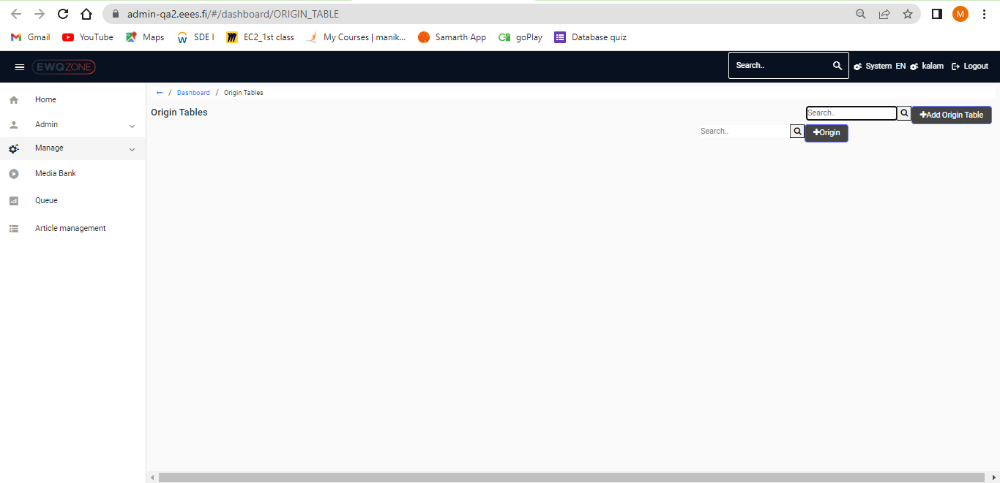 admin-qa2.eees.fi/#/dashboard/ORIGIN_TABLE
M
Gmail YouTube Maps SDE I EC2_1st class My Courses | manik... Samarth App goPlay Database quiz
EWQZONE Search.. System EN kalam Logout
Home
Admin
Manage
Media Bank
Queue
Article management
← / Dashboard / Origin Tables
Origin Tables
Search.. +Add Origin Table
Search.. +Origin